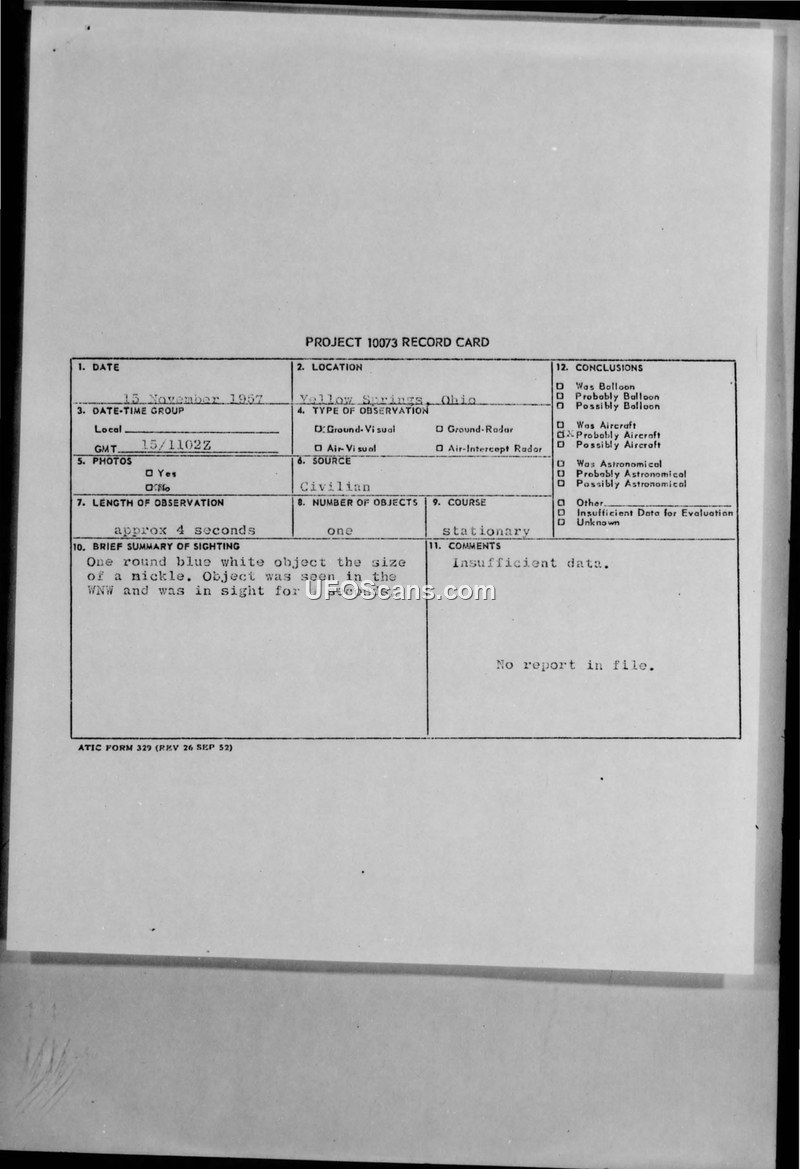 PROJECT 10073 RECORD CARD
1. DATE
15 November 1957
2. LOCATION
Yellow Springs, Ohio
12. CONCLUSIONS
Was Balloon
Probably Balloon
Possibly Balloon
Was Aircraft
X Probably Aircraft
Possibly Aircraft
Was Astronomical
Probably Astronomical
Possibly Astronomical
Other
Insufficient Data for Evaluation
Unknown
3. DATE-TIME GROUP
Local
GMT 15/1102Z
4. TYPE OF OBSERVATION
X Ground-Visual
Ground-Radar
Air-Visual
Air-Intercept Radar
5. PHOTOS
Yes
X No
6. SOURCE
Civilian
7. LENGTH OF OBSERVATION
approx 4 seconds
8. NUMBER OF OBJECTS
one
9. COURSE
stationary
10. BRIEF SUMMARY OF SIGHTING
One round blue white object the size
of a nickle. Object was seen in the
WNW and was in sight for
11. COMMENTS
Insufficient data.
No report in file.
UFOScans.com
ATIC FORM 329 (REV 26 SEP 52)